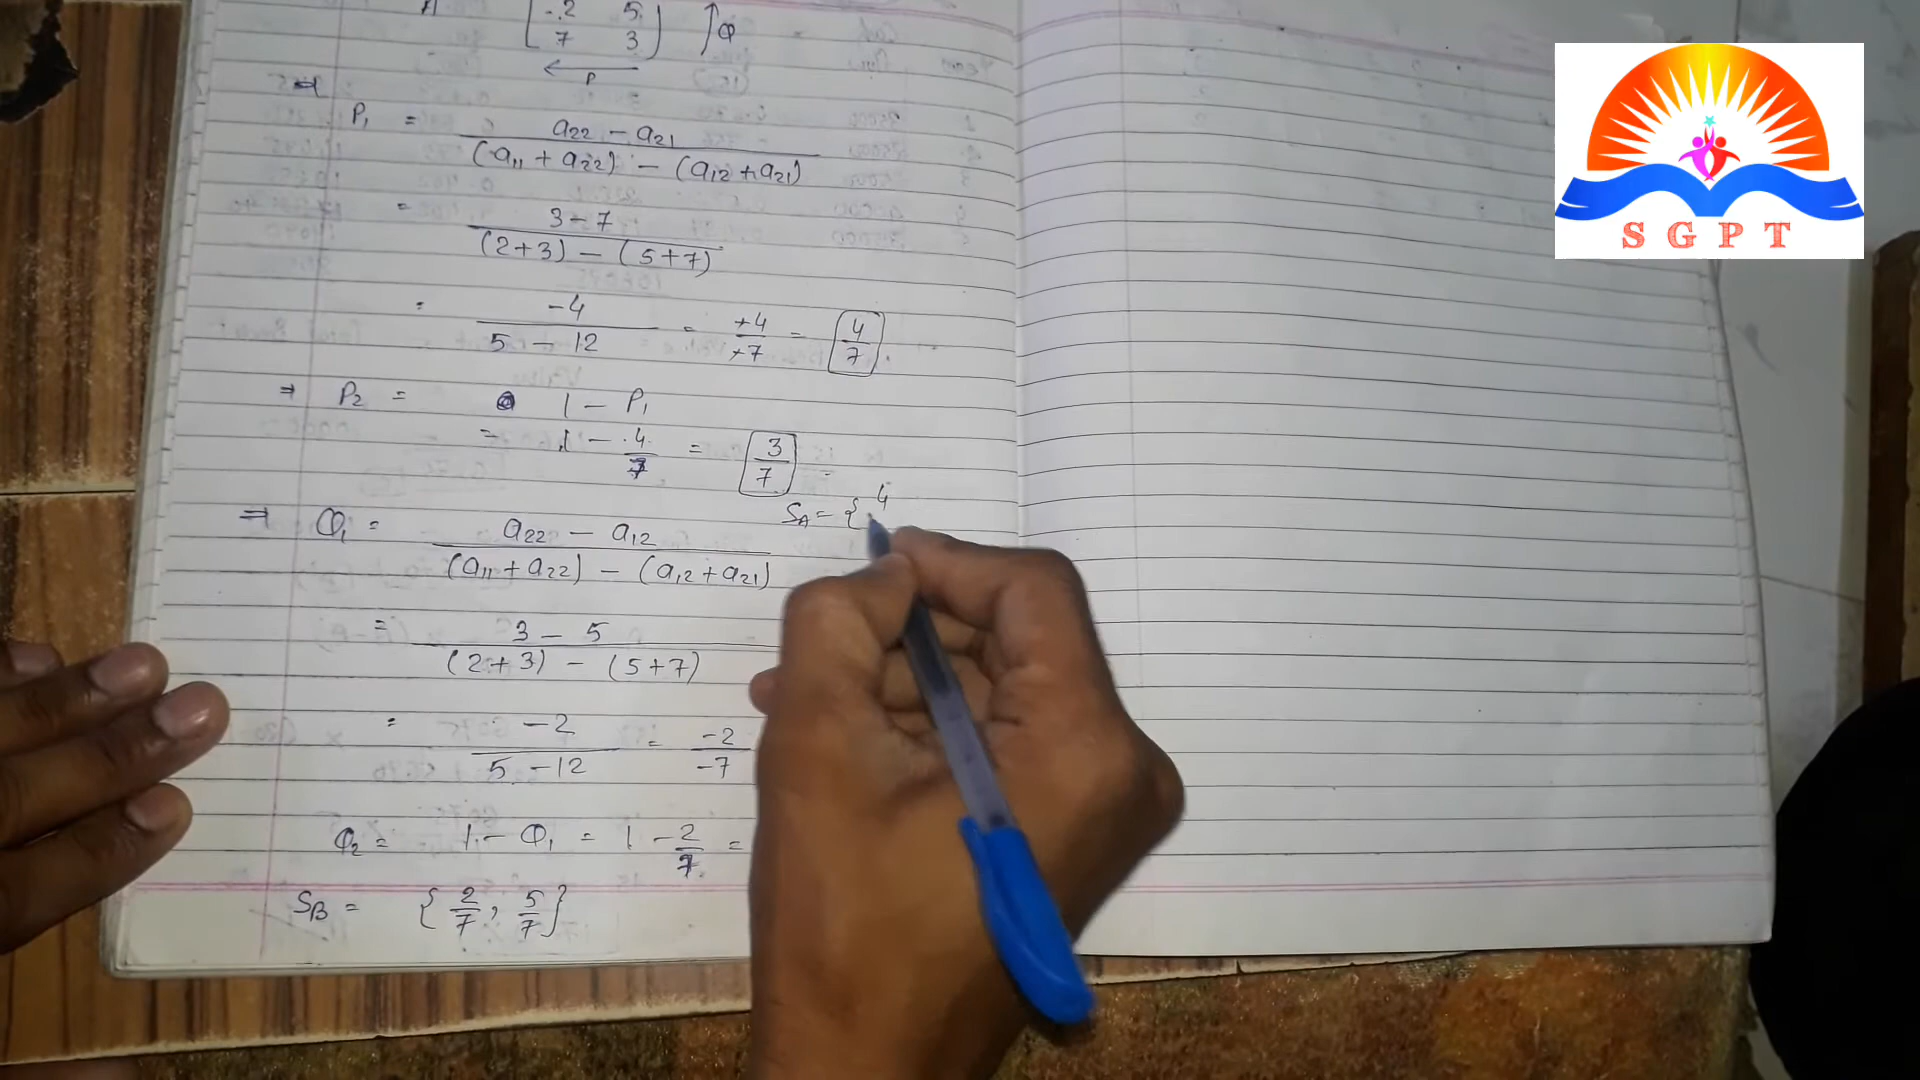 A [ 2 5
7 3 ] ↑ Q
← P
⇒ P₁ = a₂₂ - a₂₁ / (a₁₁ + a₂₂) - (a₁₂ + a₂₁)
= 3 - 7 / (2+3) - (5+7)
= -4 / 5 - 12 = +4 / +7 = 4/7 .
⇒ P₂ = 1 - P₁
= 1 - 4/7 = 3/7
S_A = { 4
⇒ Q₁ = a₂₂ - a₁₂ / (a₁₁ + a₂₂) - (a₁₂ + a₂₁)
= 3 - 5 / (2+3) - (5+7)
= -2 / 5 - 12 = -2 / -7
Q₂ = 1 - Q₁ = 1 - 2/7 =
S_B = { 2/7 , 5/7 }
SGPT